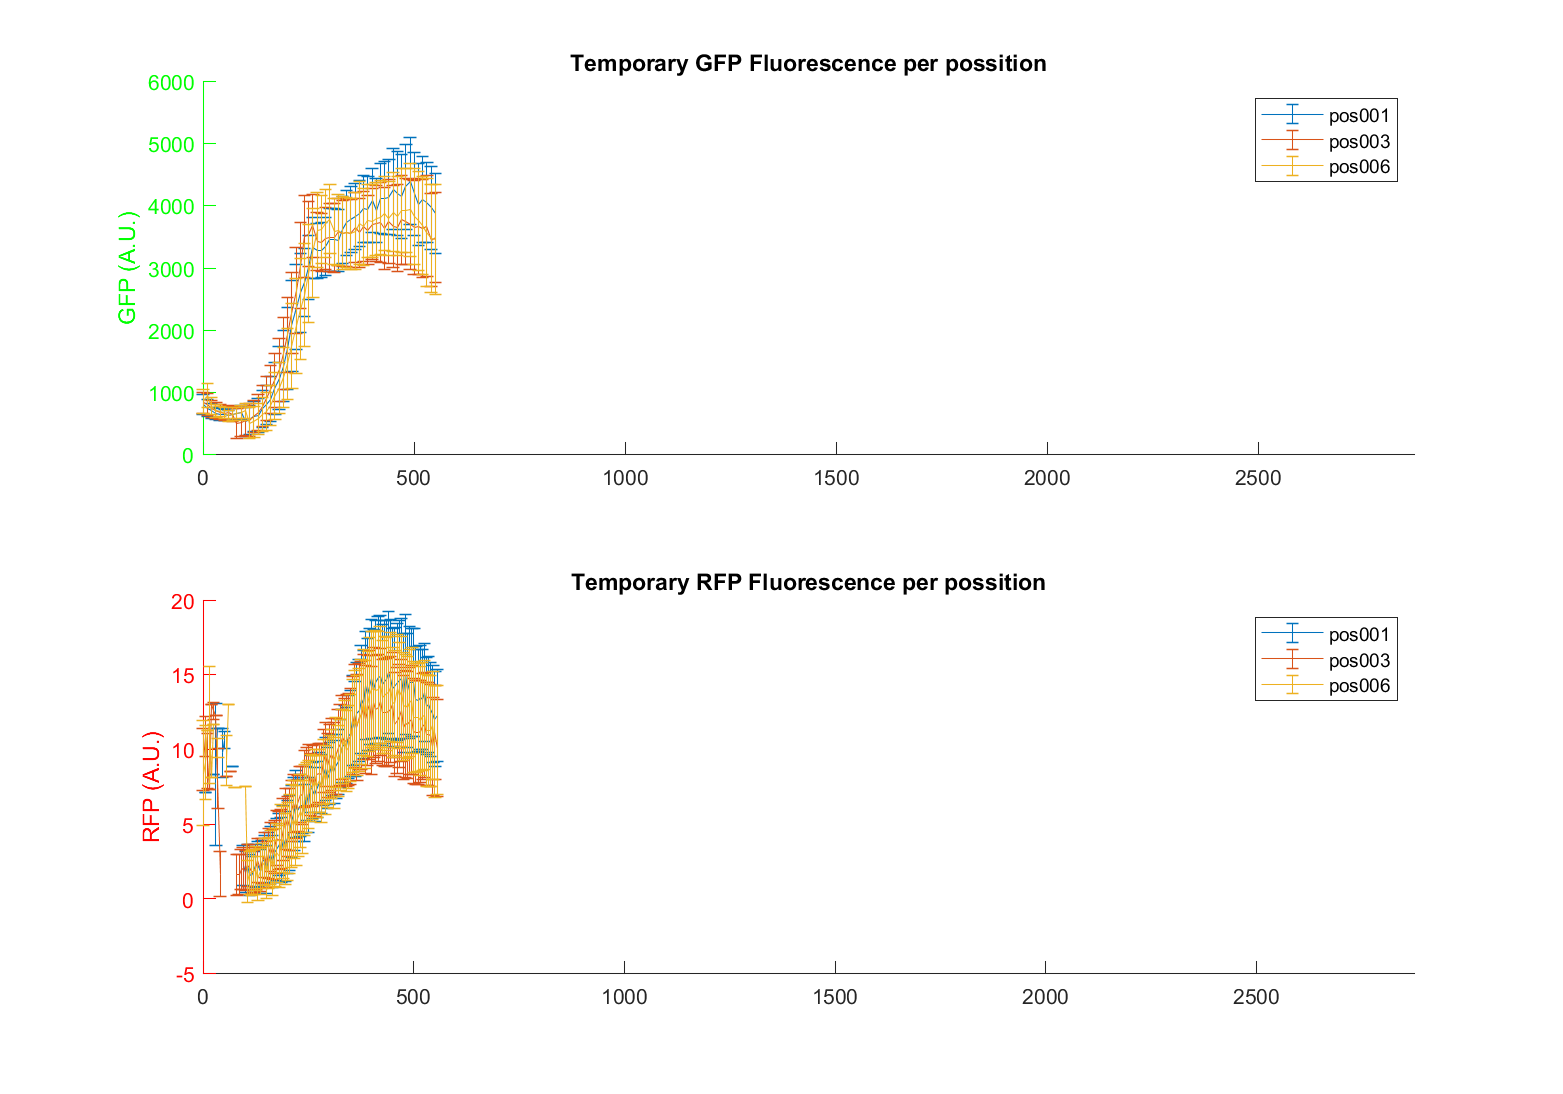 Temporary GFP Fluorescence per possition
6000
5000
4000
3000
2000
1000
0
GFP (A.U.)
pos001
pos003
pos006
0 500 1000 1500 2000 2500
Temporary RFP Fluorescence per possition
20
15
10
5
0
-5
RFP (A.U.)
pos001
pos003
pos006
0 500 1000 1500 2000 2500